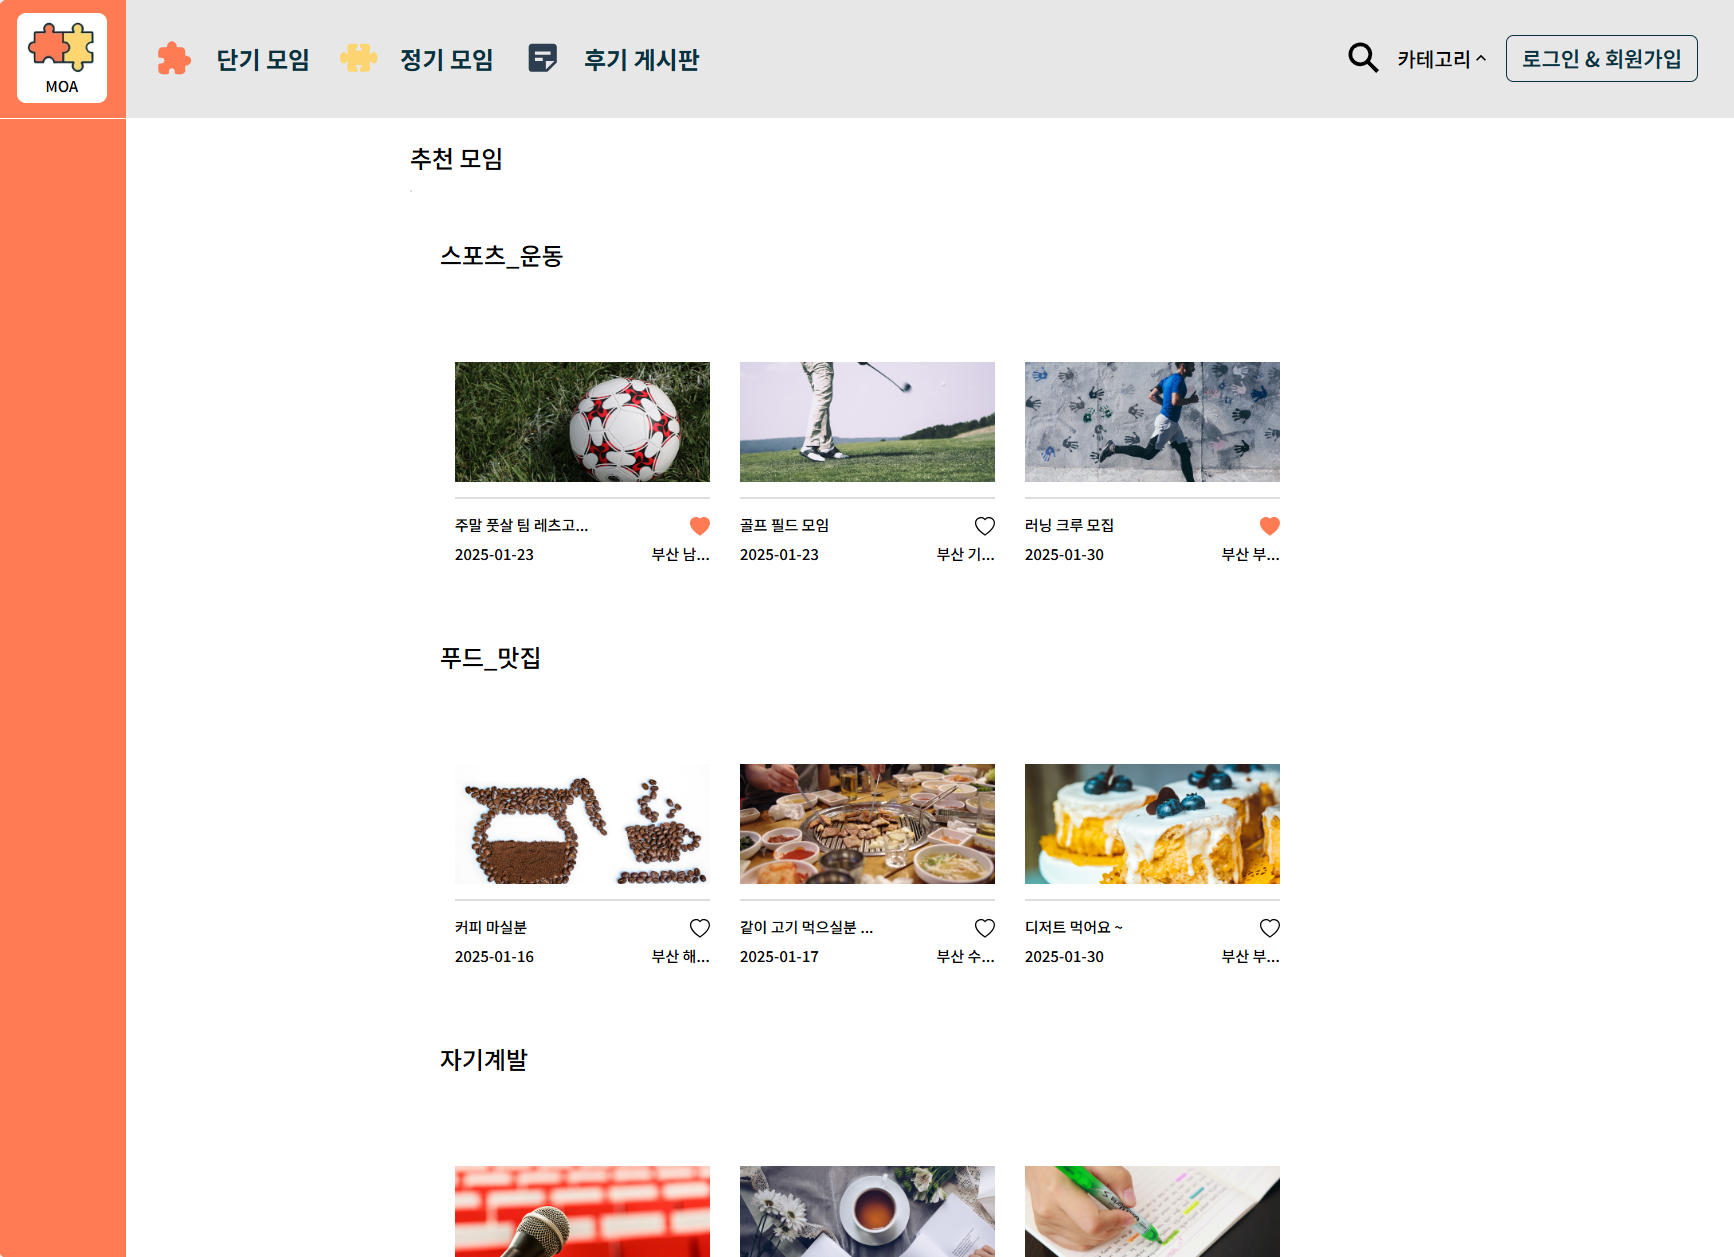 MOA
단기 모임
정기 모임
후기 게시판
카테고리
로그인 & 회원가입
추천 모임
스포츠_운동
주말 풋살 팀 레츠고...
2025-01-23 부산 남...
골프 필드 모임
2025-01-23 부산 기...
러닝 크루 모집
2025-01-30 부산 부...
푸드_맛집
커피 마실분
2025-01-16 부산 해...
같이 고기 먹으실분 ...
2025-01-17 부산 수...
디저트 먹어요 ~
2025-01-30 부산 부...
자기계발